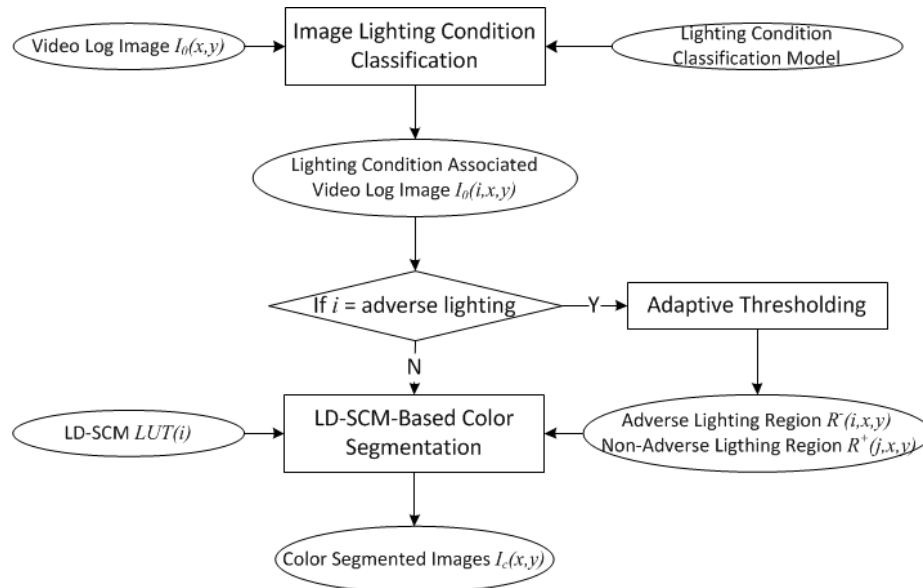 Video Log Image I₀(x,y)
Image Lighting Condition
Classification
Lighting Condition
Classification Model
Lighting Condition Associated
Video Log Image I₀(i,x,y)
If i = adverse lighting
Y
Adaptive Thresholding
N
LD-SCM LUT(i)
LD-SCM-Based Color
Segmentation
Adverse Lighting Region R⁻(i,x,y)
Non-Adverse Ligthing Region R⁺(j,x,y)
Color Segmented Images I_c(x,y)